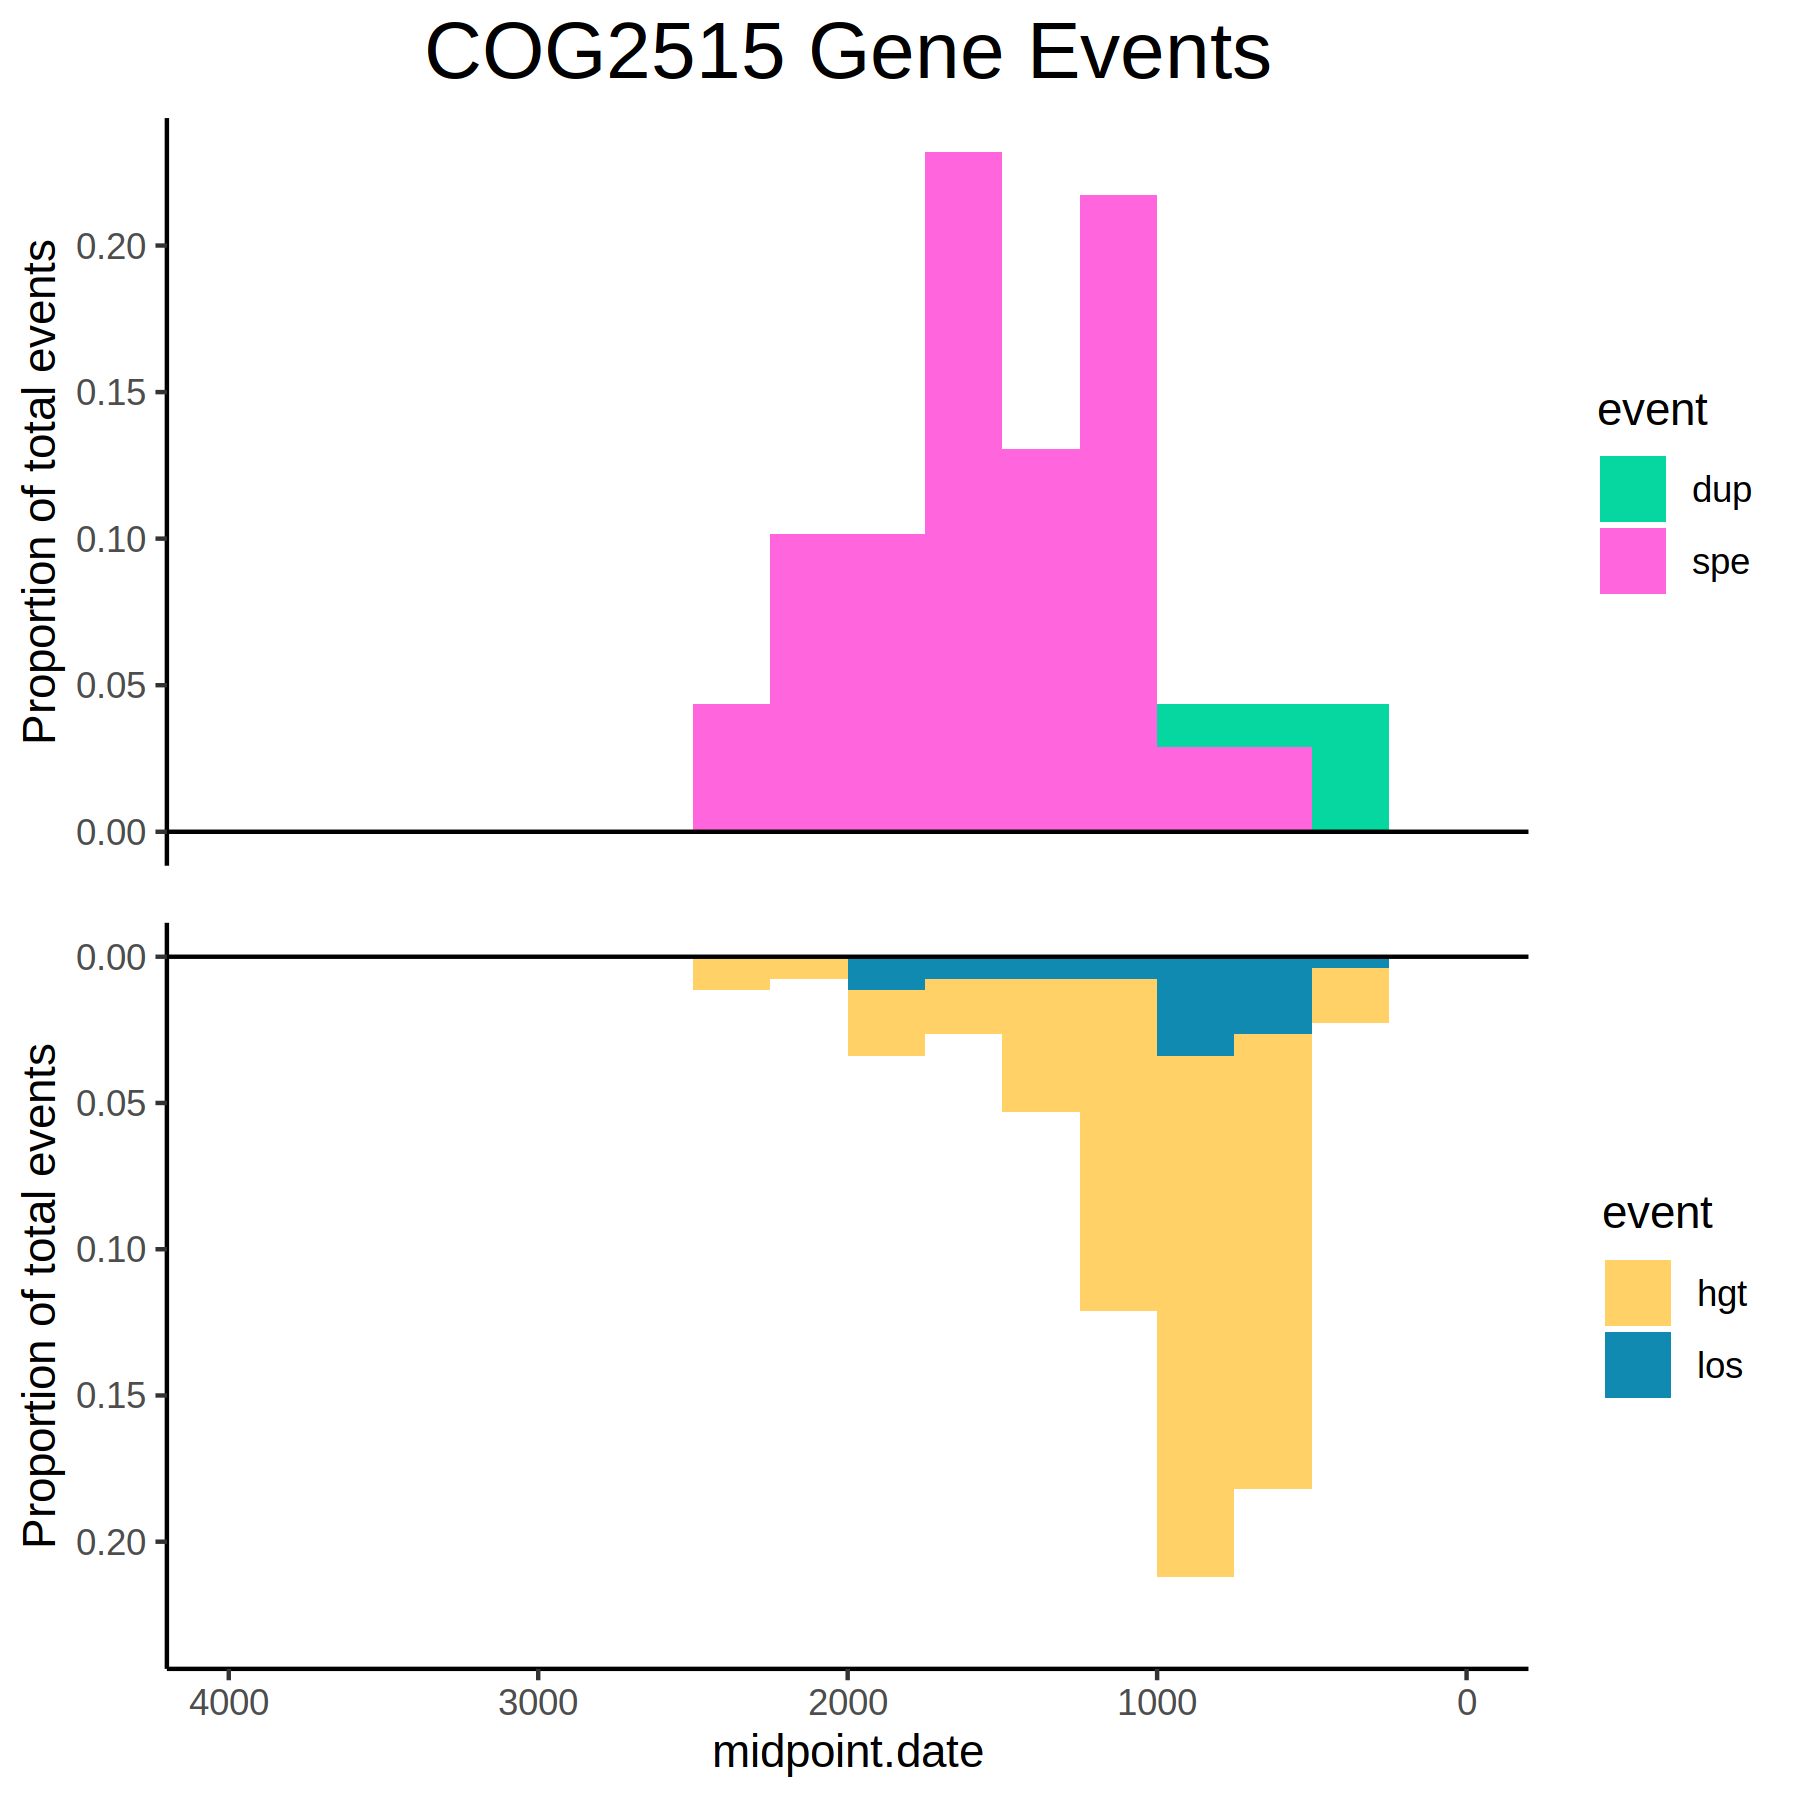 COG2515 Gene Events
Proportion of total events
0.20
0.15
0.10
0.05
0.00
event
dup
spe
Proportion of total events
0.00
0.05
0.10
0.15
0.20
event
hgt
los
4000 3000 2000 1000 0
midpoint.date